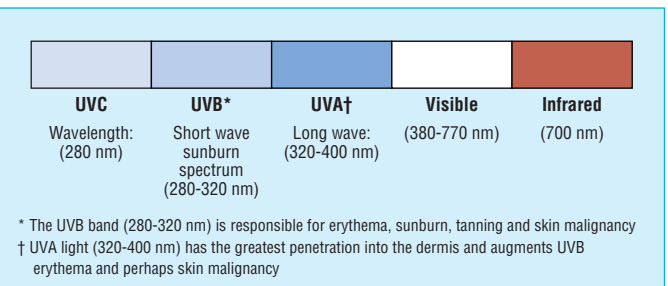 UVC UVB* UVA† Visible Infrared
Wavelength: Short wave Long wave: (380-770 nm) (700 nm)
(280 nm) sunburn (320-400 nm)
spectrum
(280-320 nm)
* The UVB band (280-320 nm) is responsible for erythema, sunburn, tanning and skin malignancy
† UVA light (320-400 nm) has the greatest penetration into the dermis and augments UVB
erythema and perhaps skin malignancy